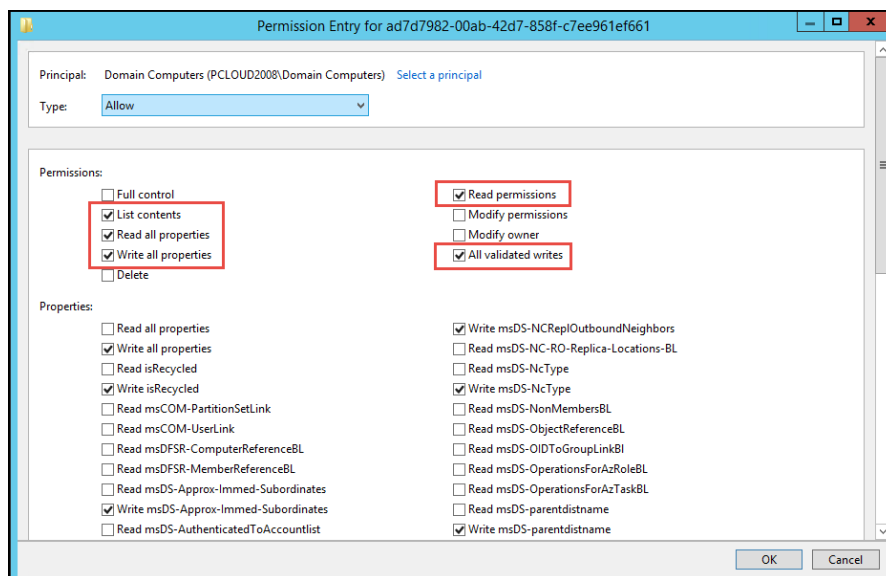 Permission Entry for ad7d7982-00ab-42d7-858f-c7ee961ef661
Principal: Domain Computers (PCLOUD2008\Domain Computers) Select a principal
Type: Allow
Permissions:
Full control
List contents
Read all properties
Write all properties
Delete
Read permissions
Modify permissions
Modify owner
All validated writes
Properties:
Read all properties
Write all properties
Read isRecycled
Write isRecycled
Read msCOM-PartitionSetLink
Read msCOM-UserLink
Read msDFSR-ComputerReferenceBL
Read msDFSR-MemberReferenceBL
Read msDS-Approx-Immed-Subordinates
Write msDS-Approx-Immed-Subordinates
Read msDS-AuthenticatedToAccountlist
Write msDS-NCReplOutboundNeighbors
Read msDS-NC-RO-Replica-Locations-BL
Read msDS-NcType
Write msDS-NcType
Read msDS-NonMembersBL
Read msDS-ObjectReferenceBL
Read msDS-OIDToGroupLinkBl
Read msDS-OperationsForAzRoleBL
Read msDS-OperationsForAzTaskBL
Read msDS-parentdistname
Write msDS-parentdistname
OK
Cancel